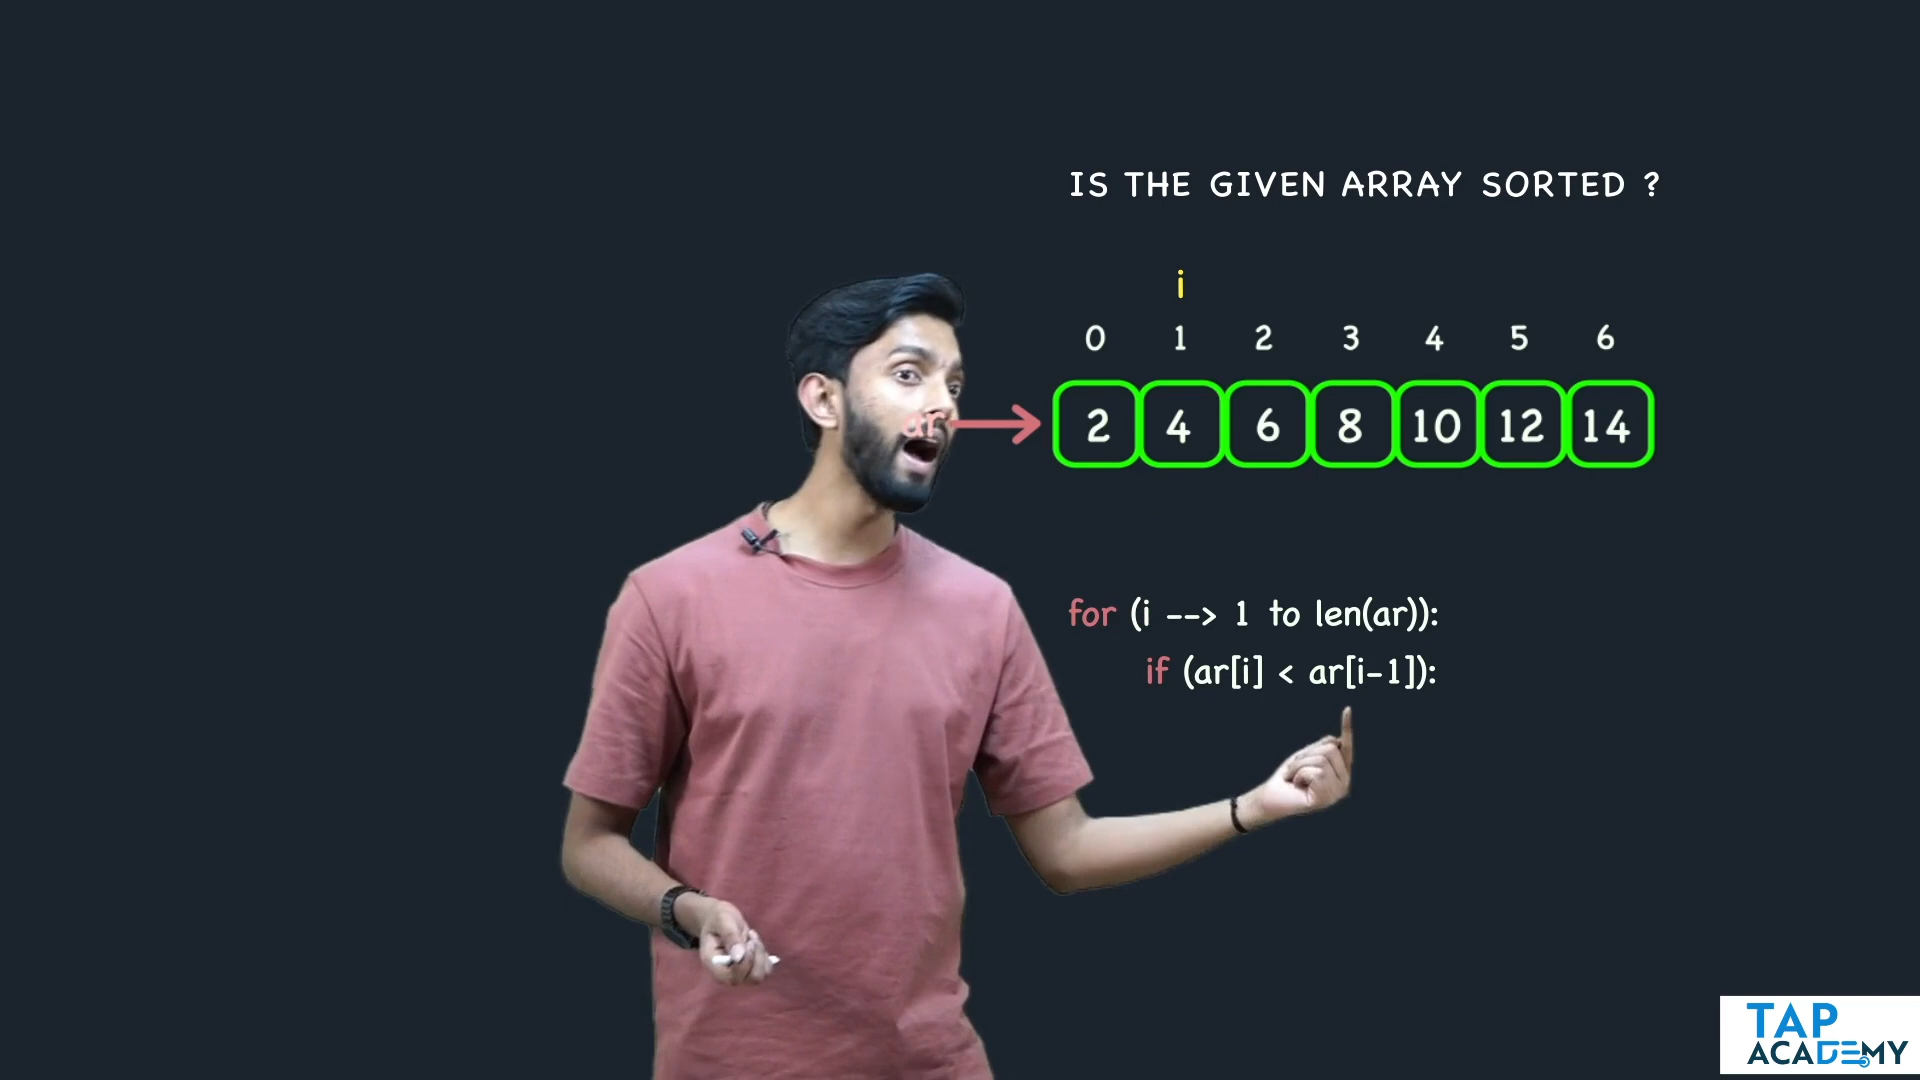 IS THE GIVEN ARRAY SORTED ?
i
0 1 2 3 4 5 6
ar
2 4 6 8 10 12 14
for (i --> 1 to len(ar)):
if (ar[i] < ar[i-1]):
TAP
ACADEMY